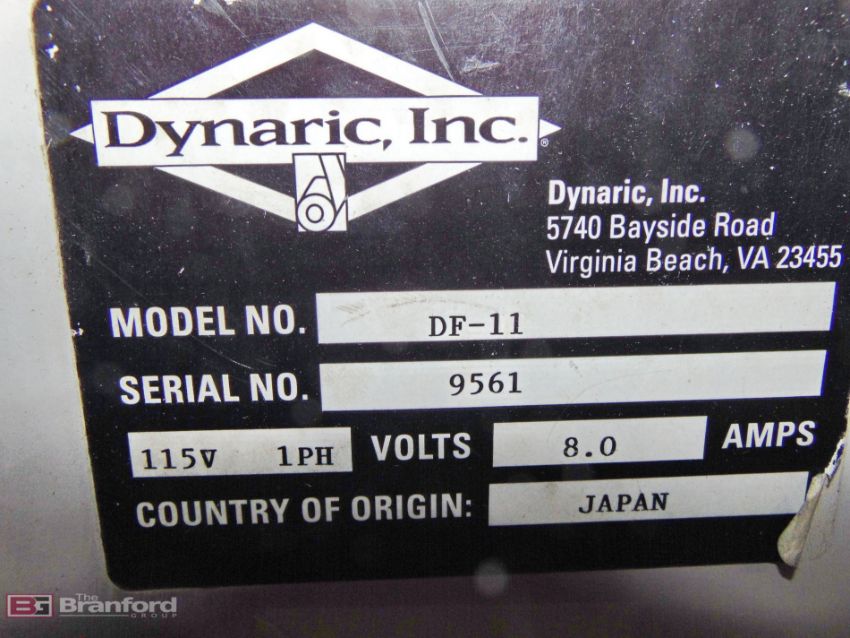 Dynaric, Inc.®
Dynaric, Inc.
5740 Bayside Road
Virginia Beach, VA 23455
MODEL NO. DF-11
SERIAL NO. 9561
115V 1PH VOLTS 8.0 AMPS
COUNTRY OF ORIGIN: JAPAN
BG The Branford GROUP